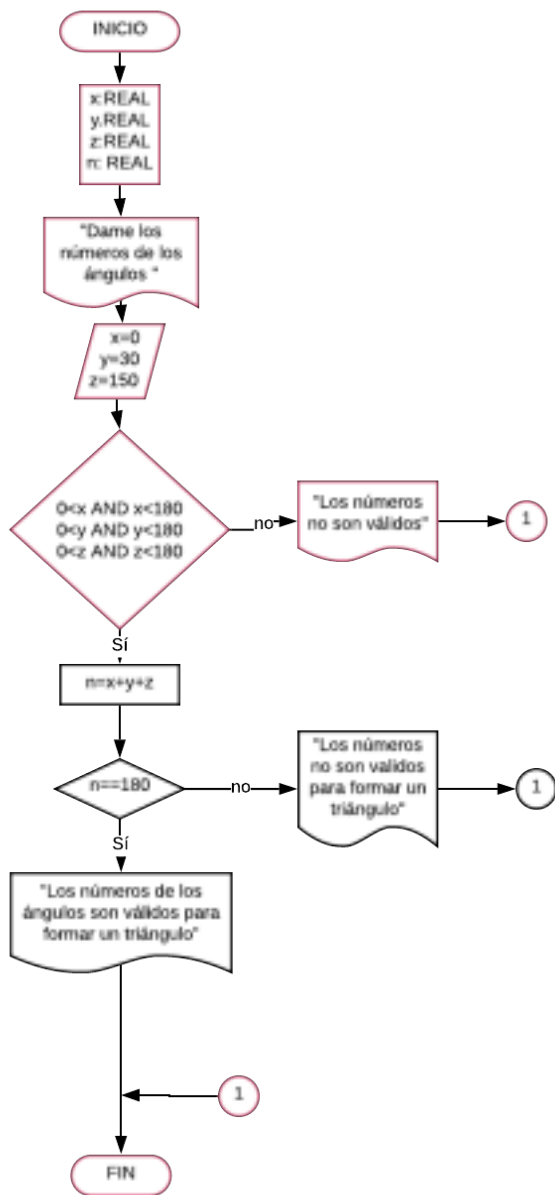 INICIO
x:REAL
y.REAL
z:REAL
n: REAL
"Dame los
números de los
ángulos "
x=0
y=30
z=150
0<x AND x<180
0<y AND y<180
0<z AND z<180
no
"Los números
no son válidos"
1
Sí
n=x+y+z
n==180
no
"Los números
no son validos
para formar un
triángulo"
1
Sí
"Los números de los
ángulos son válidos para
formar un triángulo"
1
FIN